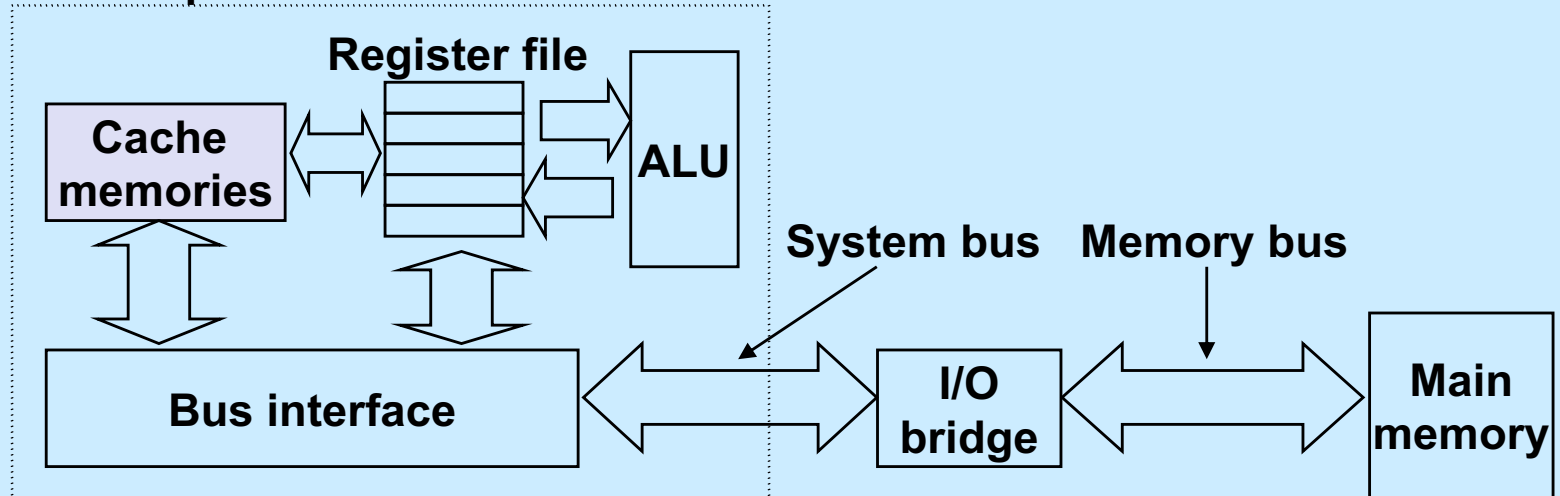 Register file
Cache
memories
ALU
System bus
Memory bus
Bus interface
I/O
bridge
Main
memory